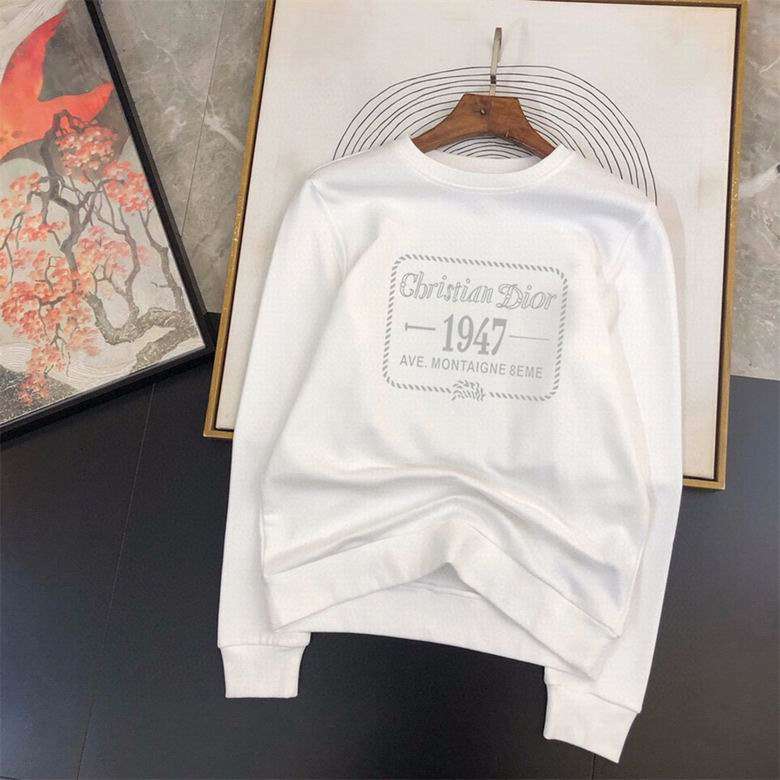 Christian Dior
1947
AVE. MONTAIGNE 8EME